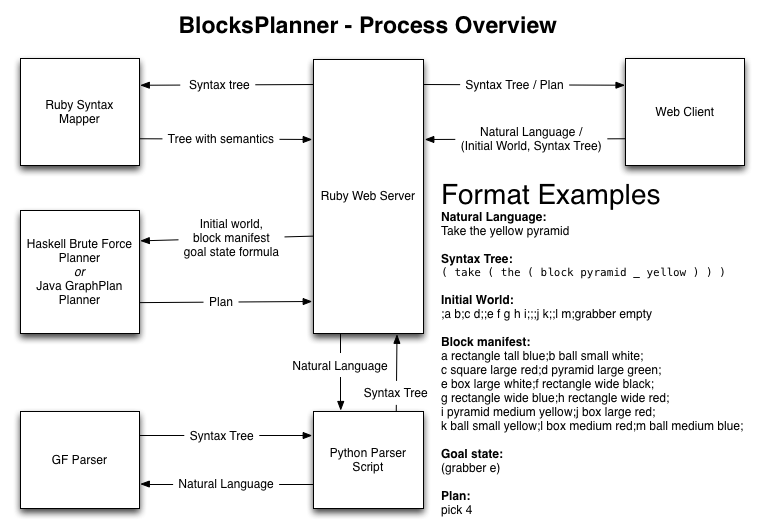 BlocksPlanner - Process Overview
Ruby Syntax
Mapper
Syntax tree
Tree with semantics
Ruby Web Server
Syntax Tree / Plan
Natural Language /
(Initial World, Syntax Tree)
Web Client
Haskell Brute Force
Planner
or
Java GraphPlan
Planner
Initial world,
block manifest
goal state formula
Plan
Natural Language
Syntax Tree
GF Parser
Syntax Tree
Natural Language
Python Parser
Script
Format Examples
Natural Language:
Take the yellow pyramid
Syntax Tree:
( take ( the ( block pyramid _ yellow ) ) )
Initial World:
;a b;c d;;e f g h i;;;j k;;l m;grabber empty
Block manifest:
a rectangle tall blue;b ball small white;
c square large red;d pyramid large green;
e box large white;f rectangle wide black;
g rectangle wide blue;h rectangle wide red;
i pyramid medium yellow;j box large red;
k ball small yellow;l box medium red;m ball medium blue;
Goal state:
(grabber e)
Plan:
pick 4